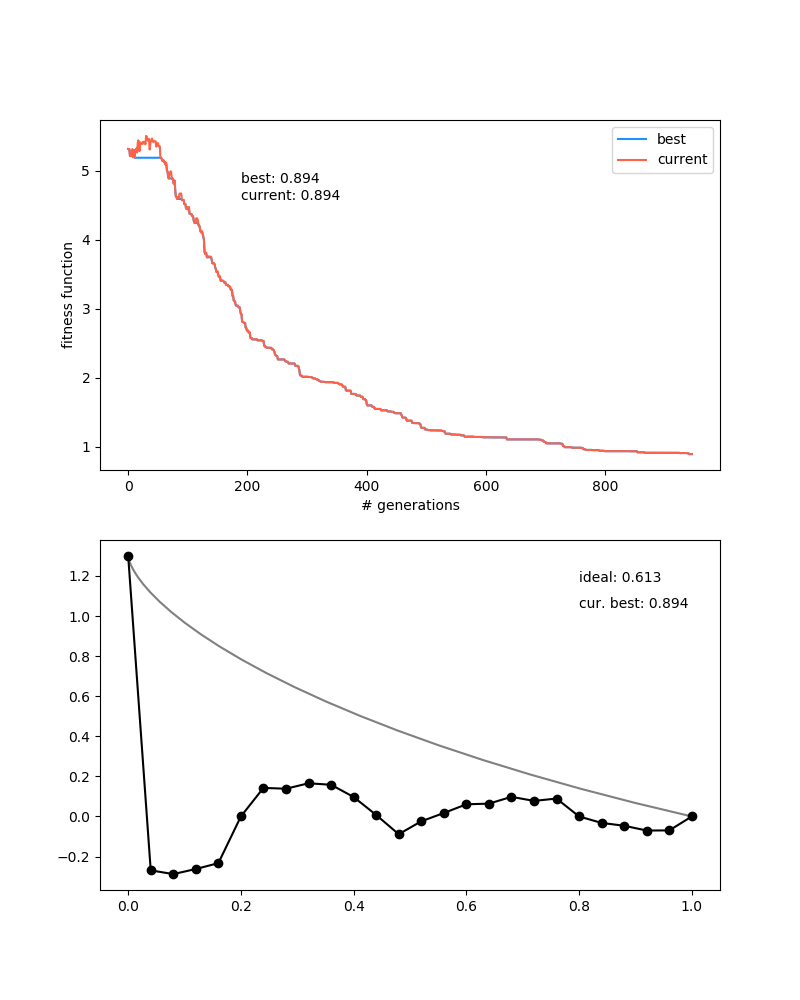 best
current
best: 0.894
current: 0.894
5
4
3
2
1
fitness function
0 200 400 600 800
# generations
ideal: 0.613
cur. best: 0.894
1.2
1.0
0.8
0.6
0.4
0.2
0.0
−0.2
0.0 0.2 0.4 0.6 0.8 1.0